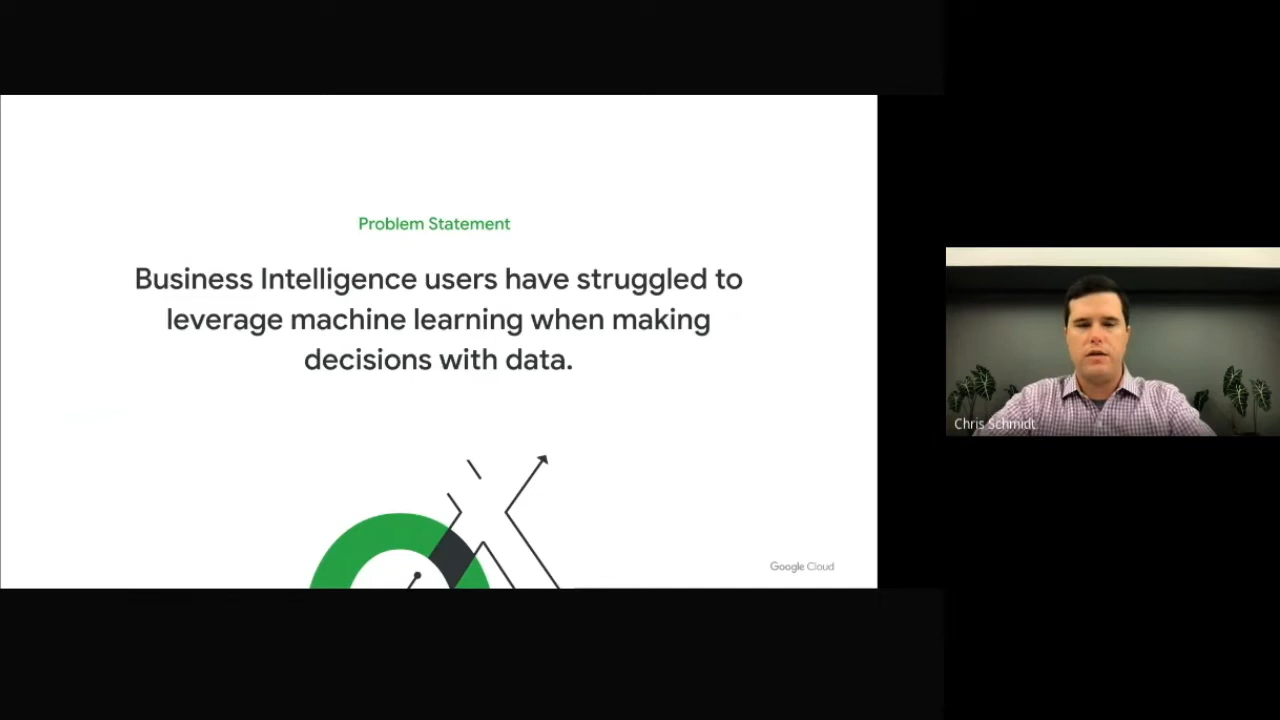 Problem Statement
Business Intelligence users have struggled to
leverage machine learning when making
decisions with data.
Google Cloud
Chris Schmidt